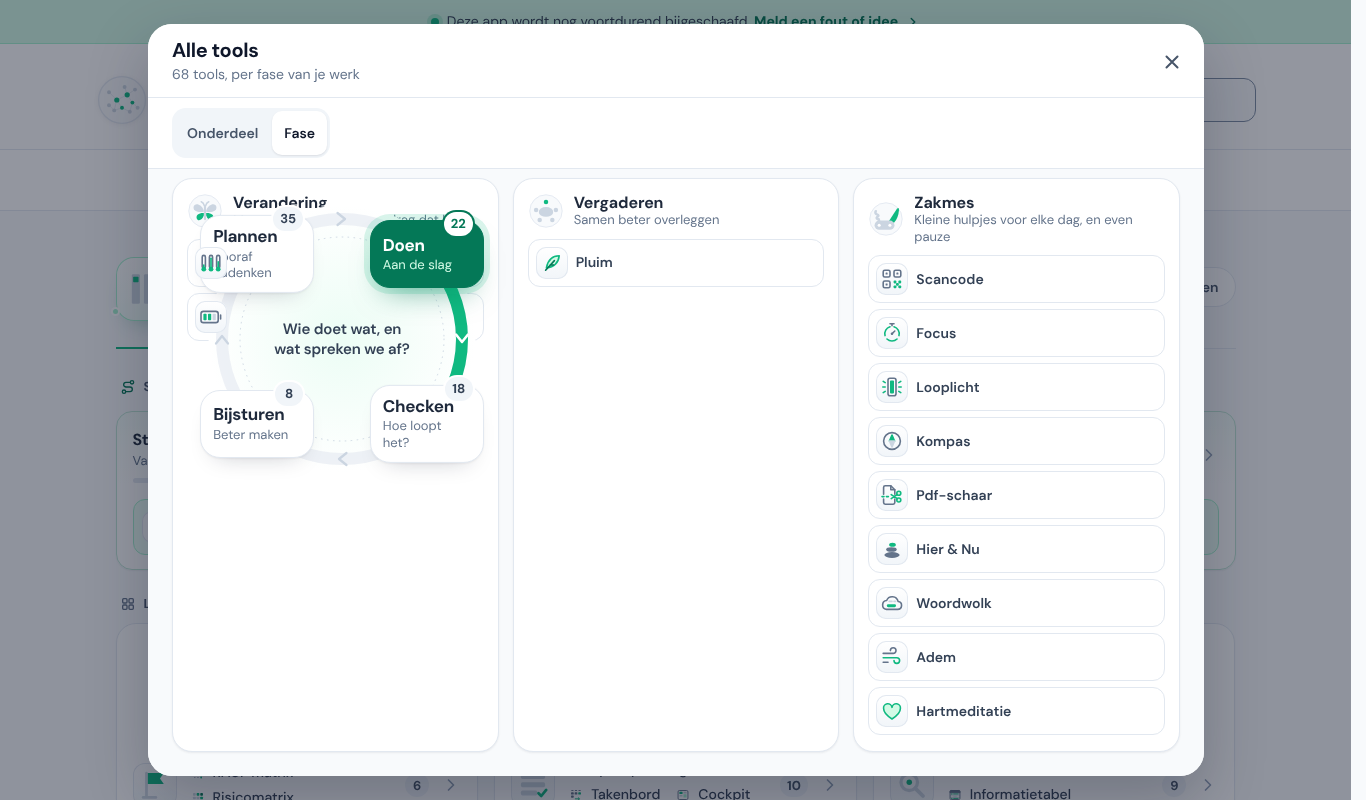 Deze app wordt nog voortdurend bijgeschaafd. Meld een fout of idee
Alle tools
68 tools, per fase van je werk
Onderdeel
Fase
Verandering
Plannen
35
Doen
22
Aan de slag
Wie doet wat, en
wat spreken we af?
Bijsturen
8
Beter maken
Checken
18
Hoe loopt
het?
Vergaderen
Samen beter overleggen
Pluim
Zakmes
Kleine hulpjes voor elke dag, en even
pauze
Scancode
Focus
Looplicht
Kompas
Pdf-schaar
Hier & Nu
Woordwolk
Adem
Hartmeditatie
6
Risicomatrix
10
Takenbord
Cockpit
9
Informatietabel